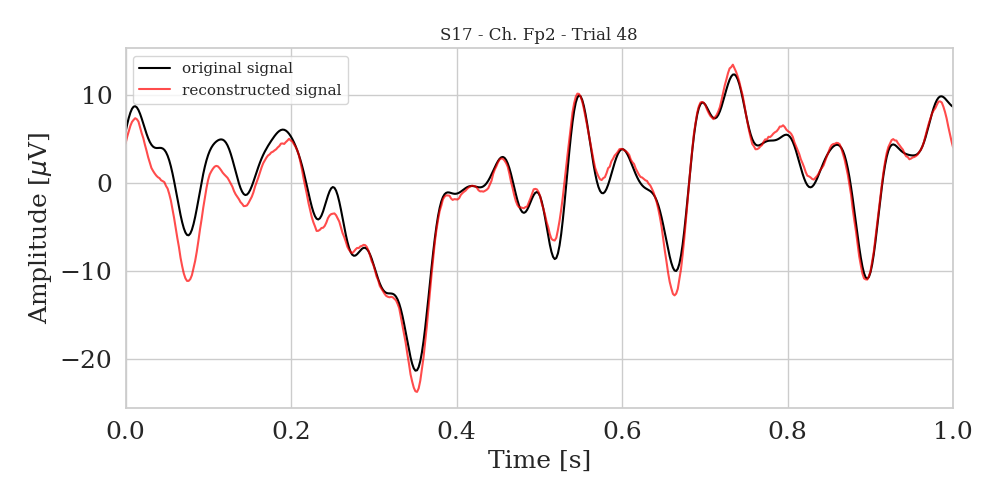 S17 - Ch. Fp2 - Trial 48
original signal
reconstructed signal
Amplitude [μV]
10
0
−10
−20
0.0 0.2 0.4 0.6 0.8 1.0
Time [s]